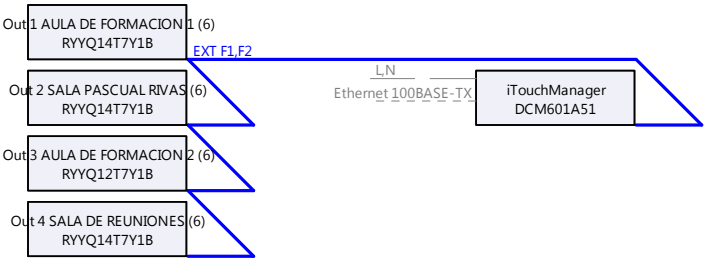 Out 1 AULA DE FORMACION 1 (6)
RYYQ14T7Y1B
EXT F1,F2
L,N
Ethernet 100BASE-TX
iTouchManager
DCM601A51
Out 2 SALA PASCUAL RIVAS (6)
RYYQ14T7Y1B
Out 3 AULA DE FORMACION 2 (6)
RYYQ12T7Y1B
Out 4 SALA DE REUNIONES (6)
RYYQ14T7Y1B